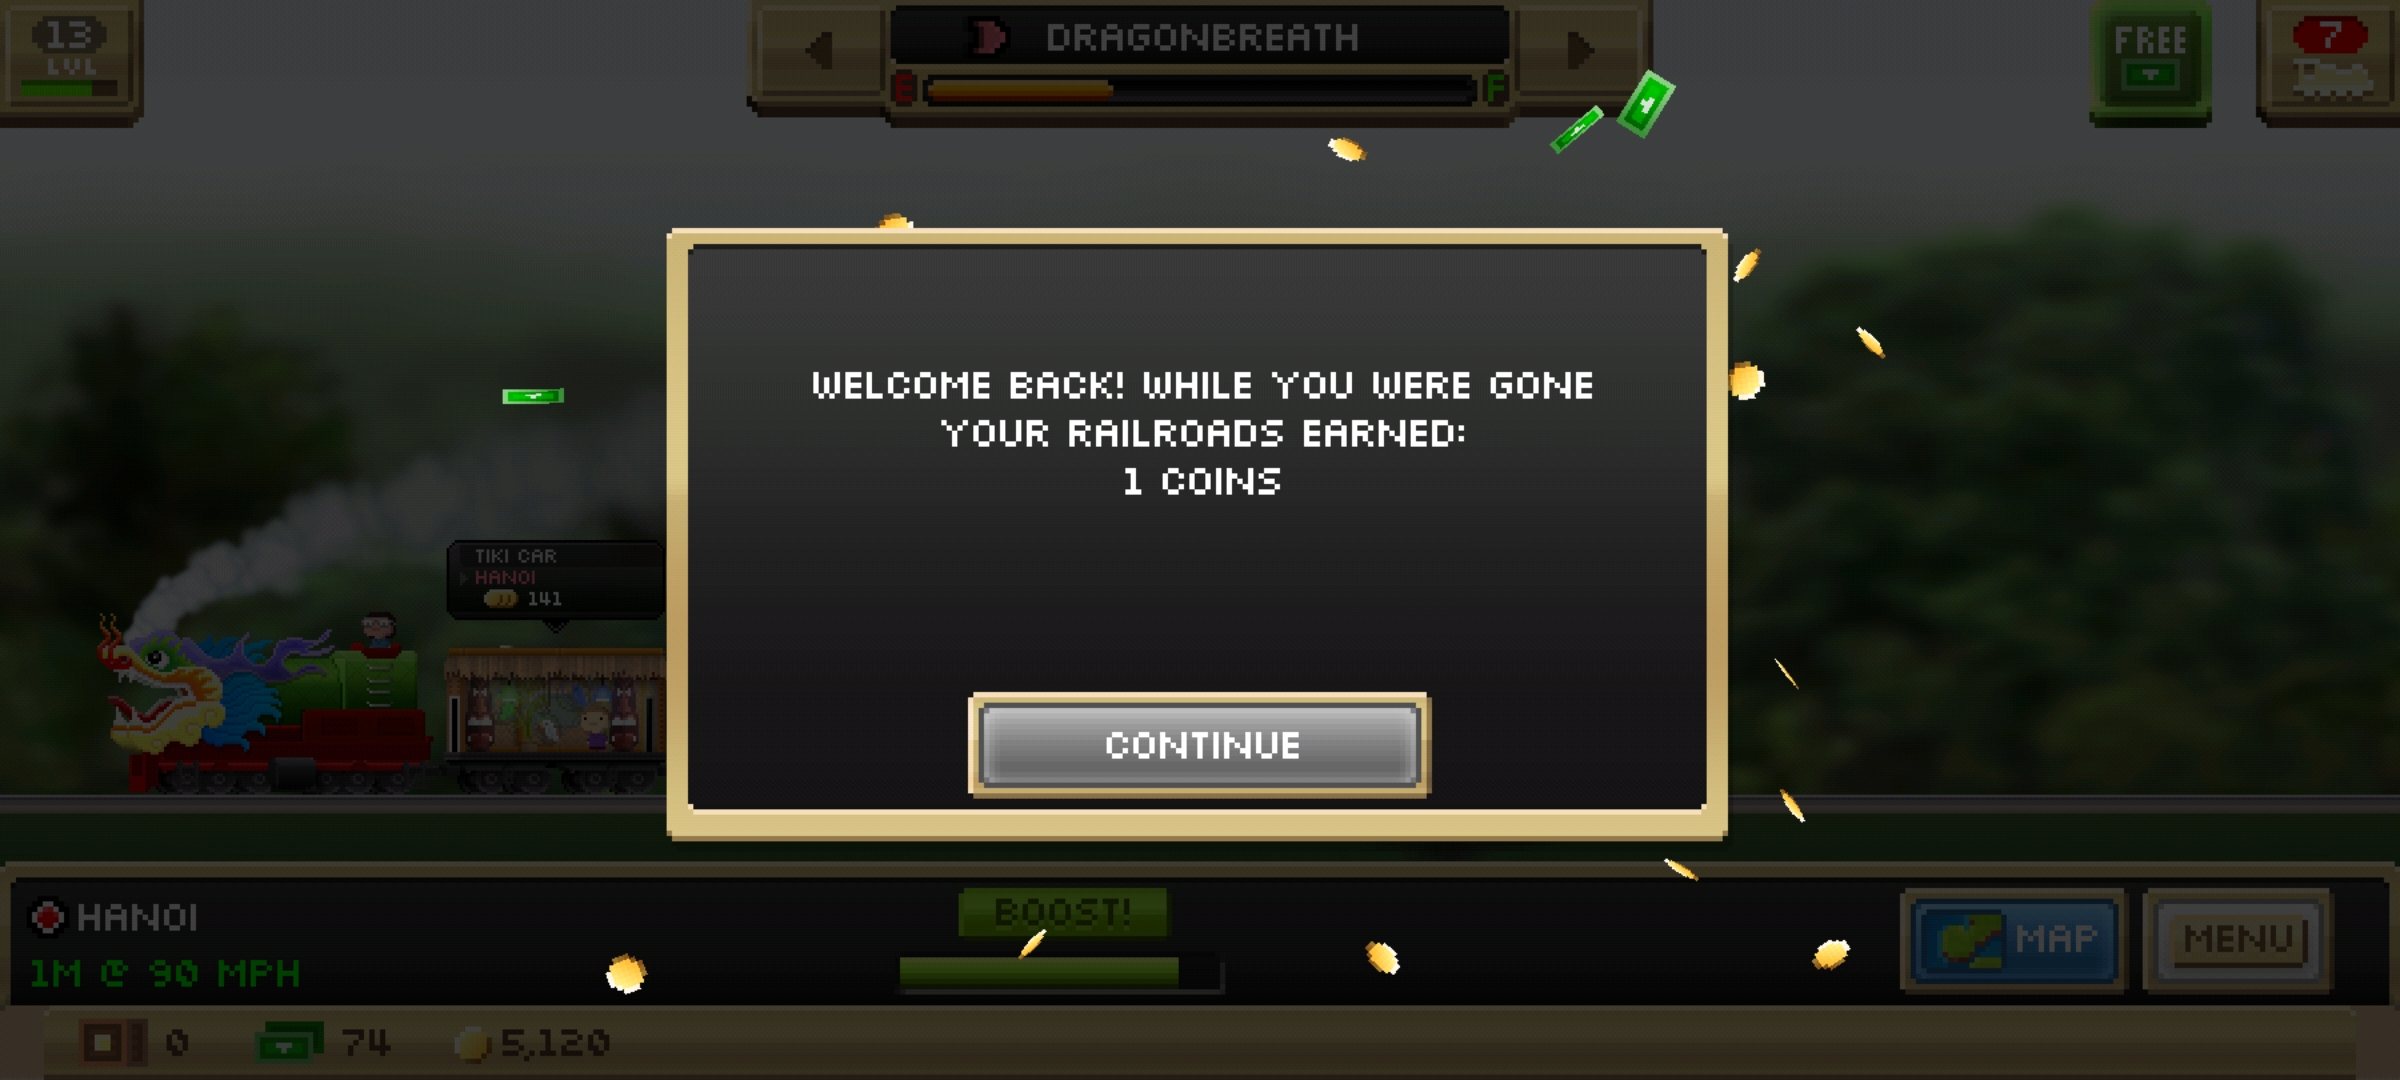 13
LVL
DRAGONBREATH
E
F
FREE
7
WELCOME BACK! WHILE YOU WERE GONE
YOUR RAILROADS EARNED:
1 COINS
TIKI CAR
HANOI
141
CONTINUE
HANOI
1M @ 90 MPH
BOOST!
MAP
MENU
0
74
5,120